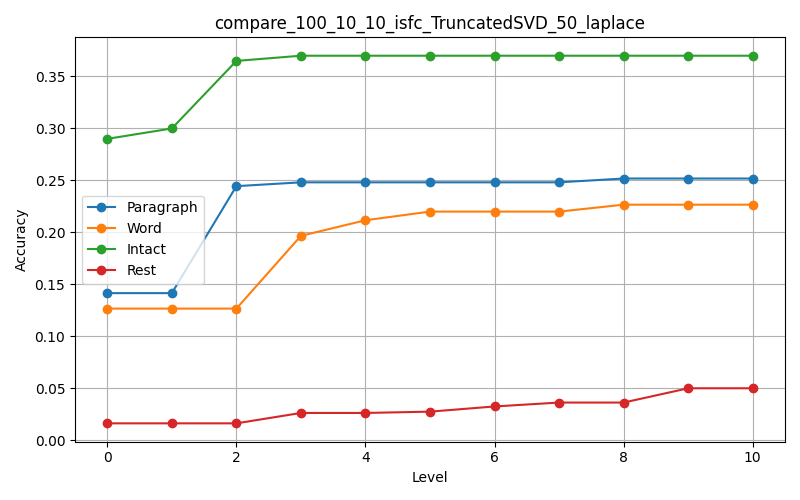 compare_100_10_10_isfc_TruncatedSVD_50_laplace
Accuracy
0.35
0.30
0.25
0.20
0.15
0.10
0.05
0.00
Paragraph
Word
Intact
Rest
0 2 4 6 8 10
Level